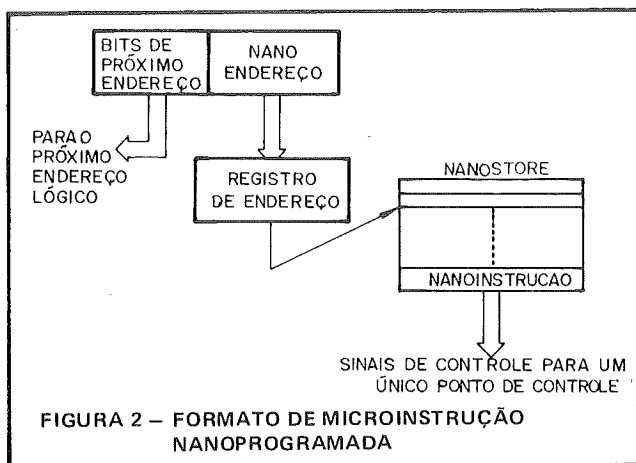 BITS DE
PRÓXIMO
ENDEREÇO
NANO
ENDEREÇO
PARA O
PRÓXIMO
ENDEREÇO
LÓGICO
REGISTRO
DE ENDEREÇO
NANOSTORE
NANOINSTRUCAO
SINAIS DE CONTROLE PARA UM
ÚNICO PONTO DE CONTROLE
FIGURA 2 – FORMATO DE MICROINSTRUÇÃO
NANOPROGRAMADA